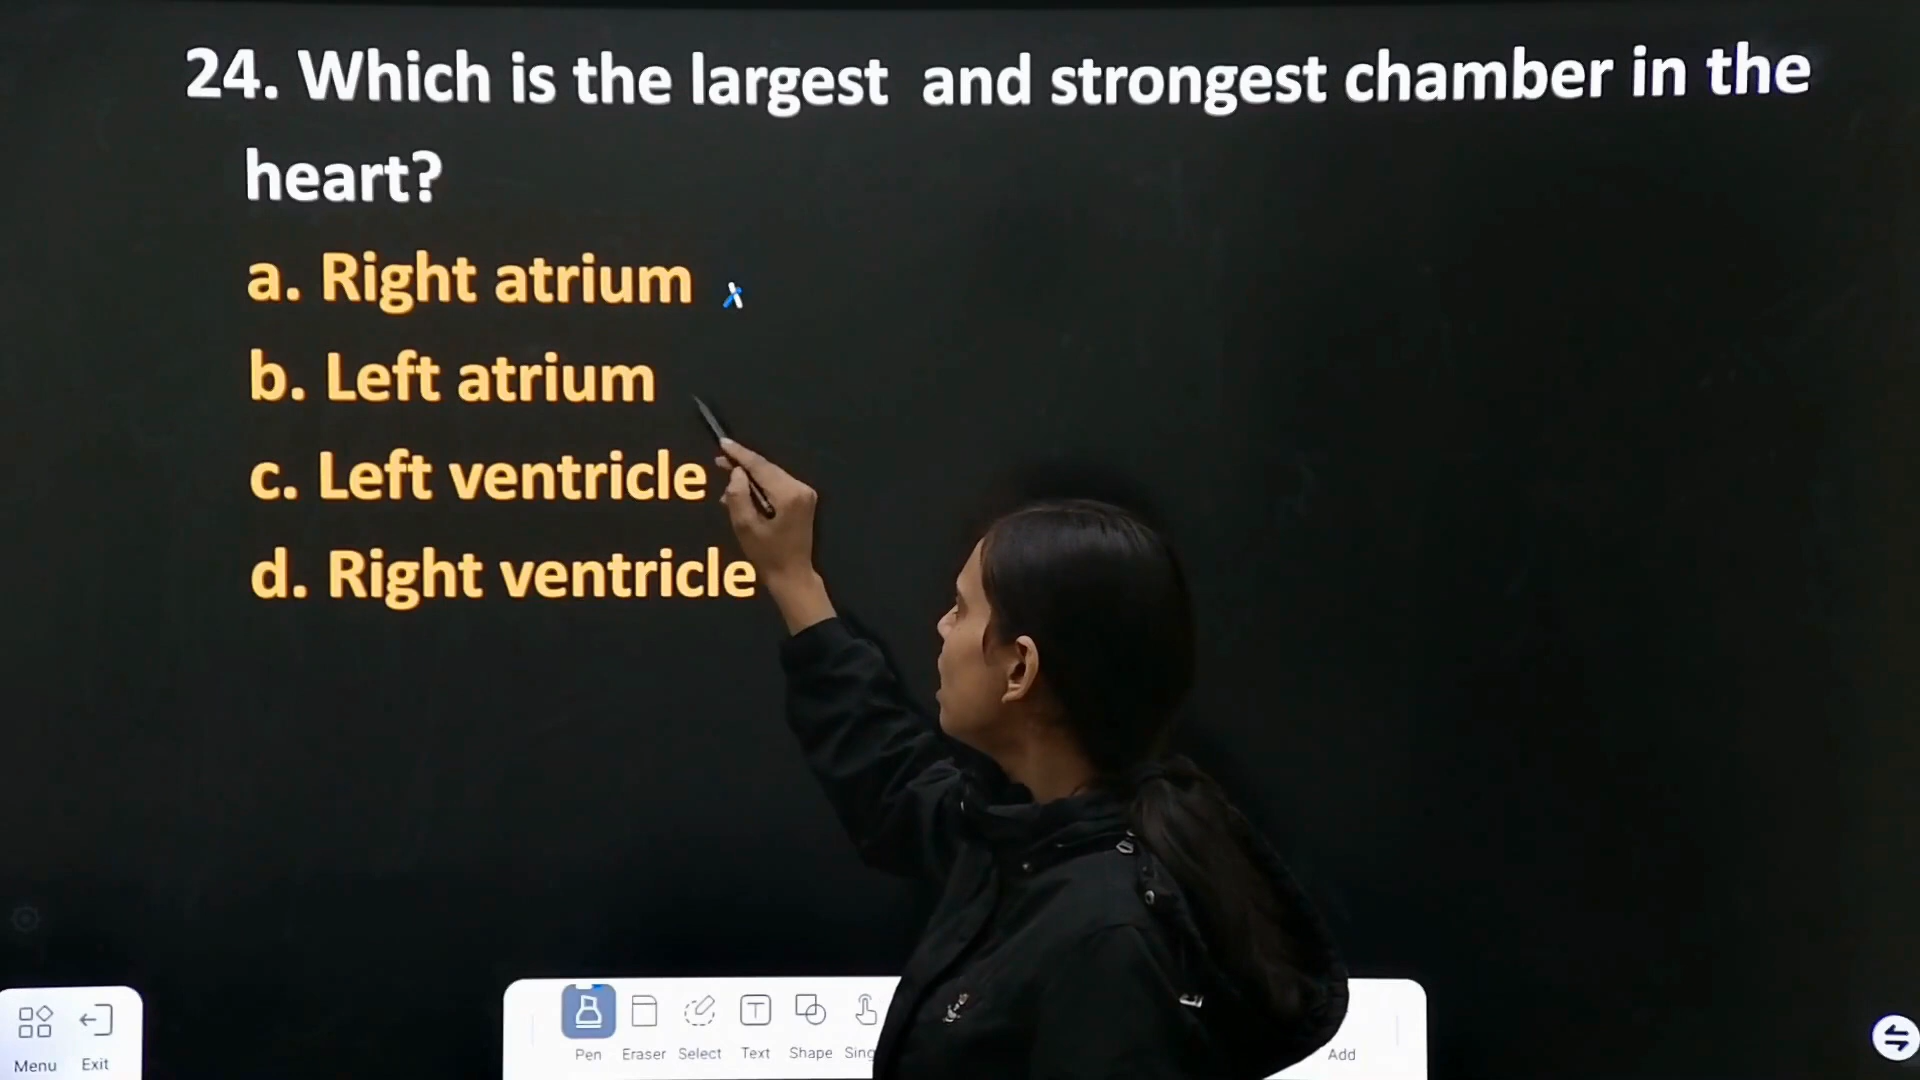 24. Which is the largest and strongest chamber in the
heart?
a. Right atrium x
b. Left atrium
c. Left ventricle
d. Right ventricle
Menu Exit Pen Eraser Select Text Shape Sing Add